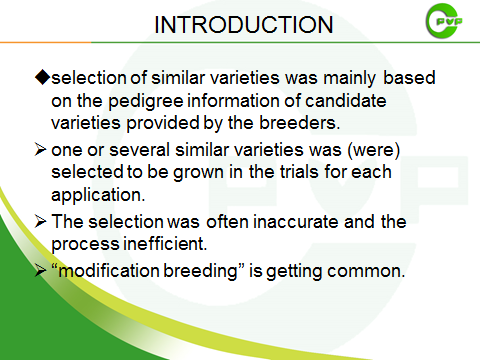 INTRODUCTION
PVP
◆selection of similar varieties was mainly based
on the pedigree information of candidate
varieties provided by the breeders.
➢ one or several similar varieties was (were)
selected to be grown in the trials for each
application.
➢ The selection was often inaccurate and the
process inefficient.
➢ “modification breeding” is getting common.